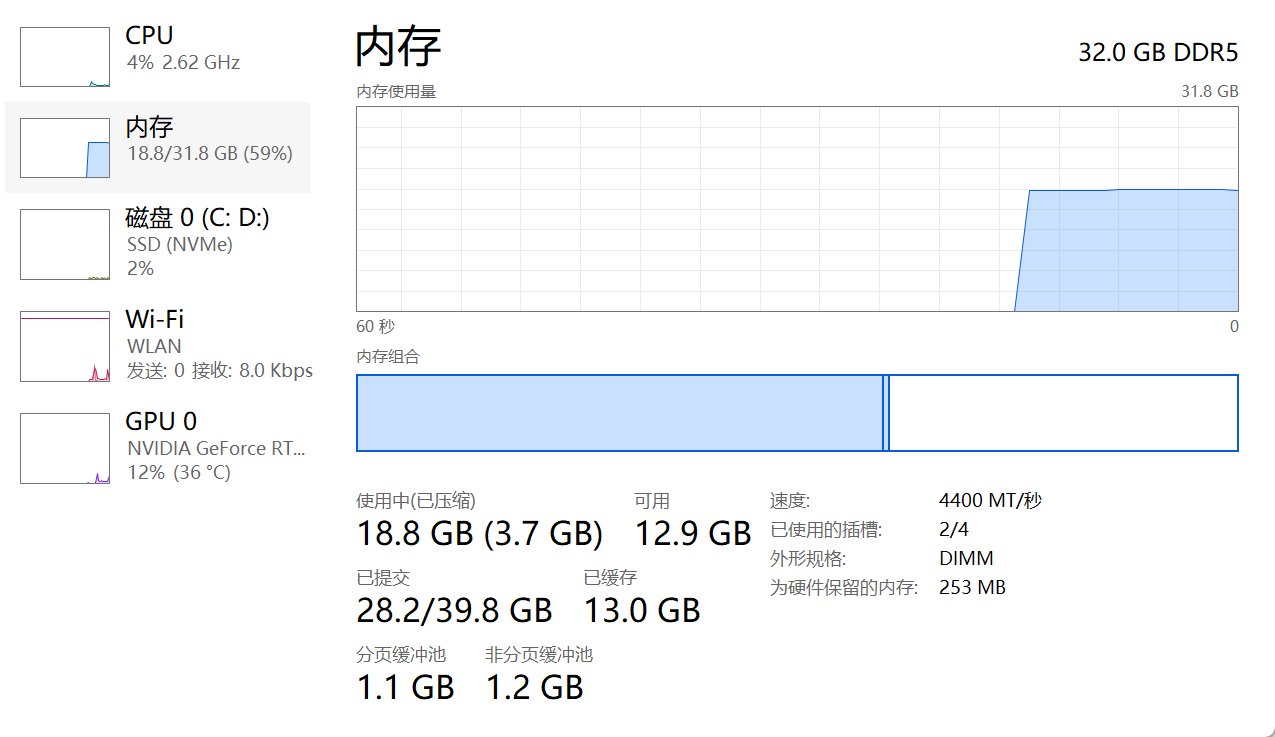 CPU
4% 2.62 GHz
内存
18.8/31.8 GB (59%)
磁盘 0 (C: D:)
SSD (NVMe)
2%
Wi-Fi
WLAN
发送: 0 接收: 8.0 Kbps
GPU 0
NVIDIA GeForce RT...
12% (36 °C)
内存
32.0 GB DDR5
内存使用量
31.8 GB
60 秒
0
内存组合
使用中(已压缩)
18.8 GB (3.7 GB)
可用
12.9 GB
已提交
28.2/39.8 GB
已缓存
13.0 GB
分页缓冲池
1.1 GB
非分页缓冲池
1.2 GB
速度: 4400 MT/秒
已使用的插槽: 2/4
外形规格: DIMM
为硬件保留的内存: 253 MB